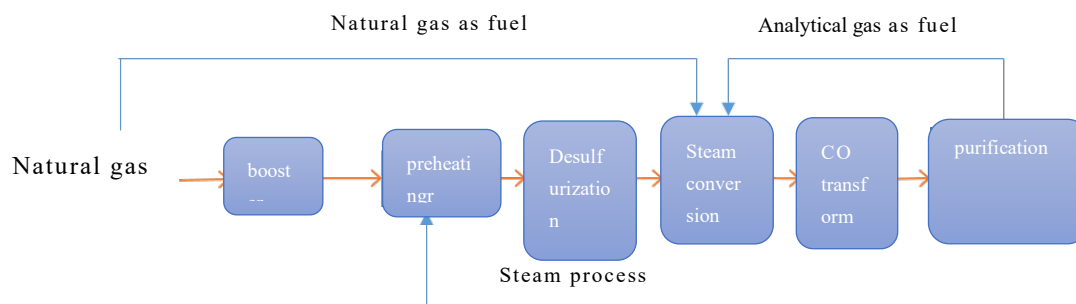 Natural gas as fuel
Analytical gas as fuel
Natural gas
boost
preheati
ngr
Desulf
urizatio
n
Steam
conver
sion
CO
transf
orm
purification
Steam process